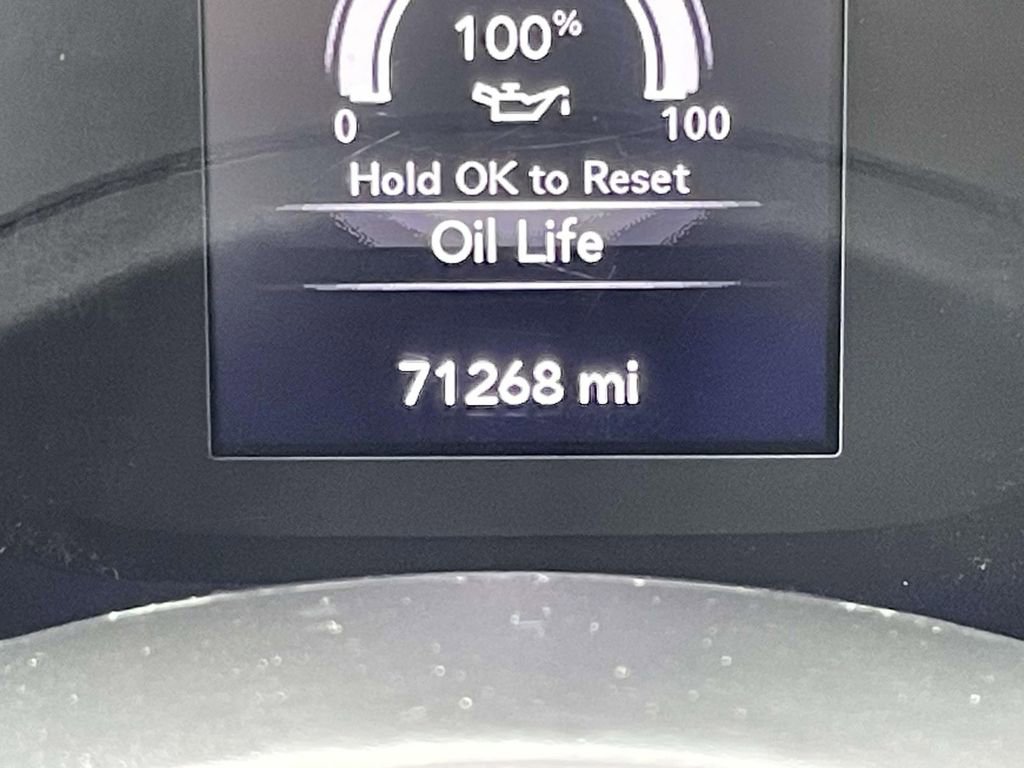 100%
0 100
Hold OK to Reset
Oil Life
71268 mi